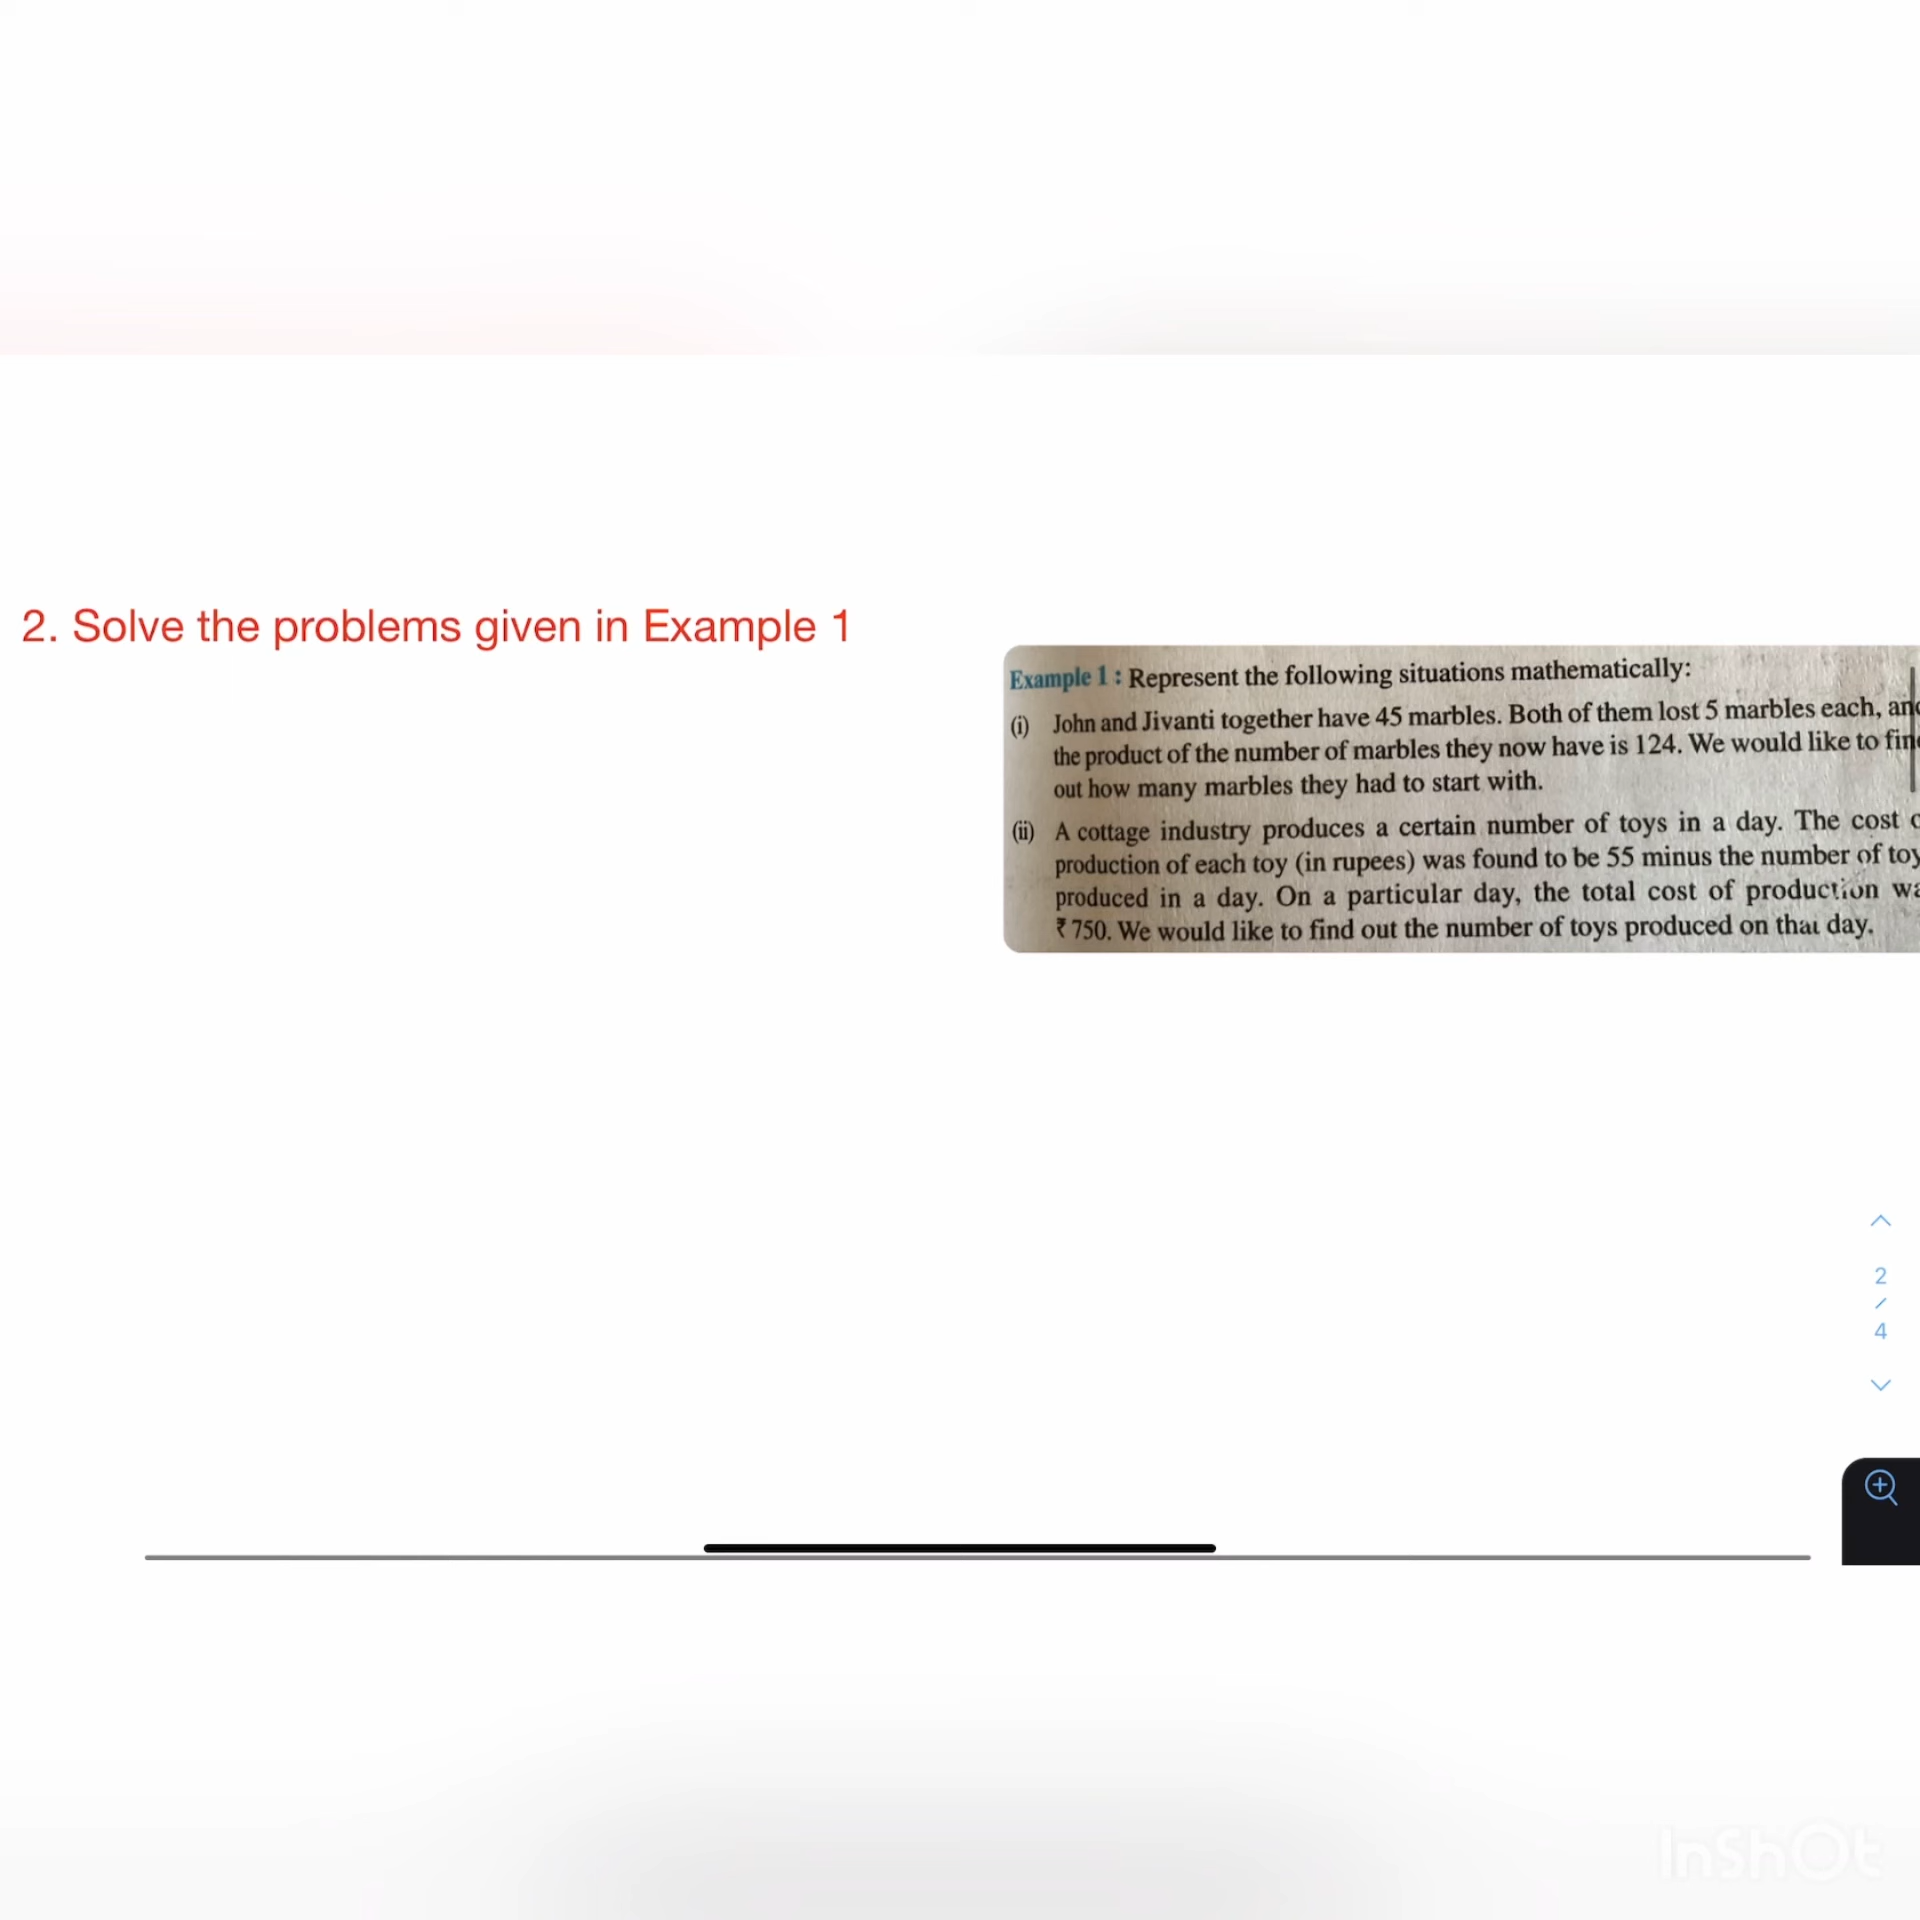 2. Solve the problems given in Example 1
Example 1 : Represent the following situations mathematically:
(i) John and Jivanti together have 45 marbles. Both of them lost 5 marbles each,
the product of the number of marbles they now have is 124. We would like to
out how many marbles they had to start with.
(ii) A cottage industry produces a certain number of toys in a day. The cost
production of each toy (in rupees) was found to be 55 minus the number of
produced in a day. On a particular day, the total cost of production
₹ 750. We would like to find out the number of toys produced on that day.
2
/
4
InShOt